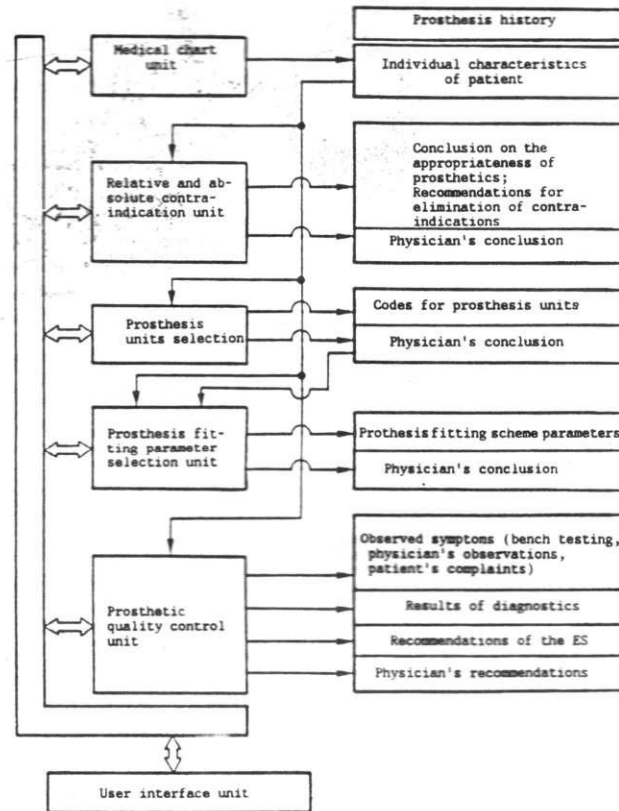 Prosthesis history
Medical chart
unit
Individual characteristics
of patient
Relative and ab-
solute contra-
indication unit
Conclusion on the
appropriateness of
prosthetics;
Recommendations for
elimination of contra-
indications
Physician's conclusion
Prosthesis
units selection
Codes for prosthesis units
Physician's conclusion
Prosthesis fit-
ting parameter
selection unit
Prothesis fitting scheme parameters
Physician's conclusion
Prosthetic
quality control
unit
Observed symptoms (bench testing,
physician's observations,
patient's complaints)
Results of diagnostics
Recommendations of the ES
Physician's recommendations
User interface unit